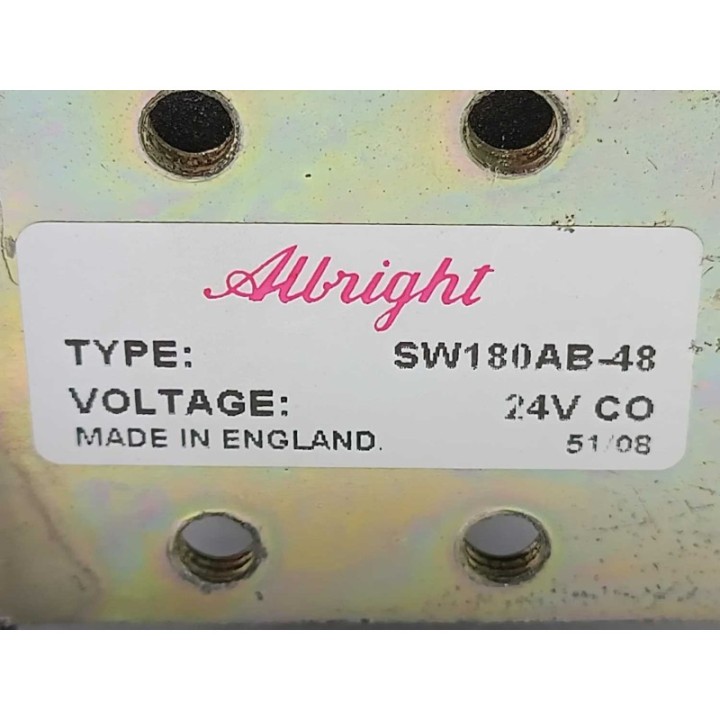 Albright
TYPE: SW180AB-48
VOLTAGE: 24V CO
MADE IN ENGLAND. 51/08